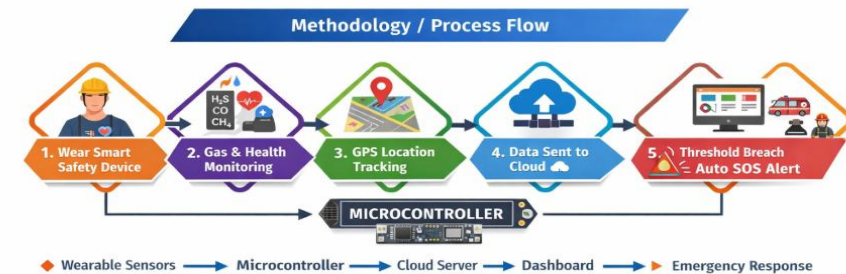 Methodology / Process Flow
H₂S
CO
CH₄
1. Wear Smart
Safety Device
2. Gas & Health
Monitoring
3. GPS Location
Tracking
4. Data Sent to
Cloud
5. Threshold Breach
Auto SOS Alert
MICROCONTROLLER
Wearable Sensors → Microcontroller → Cloud Server → Dashboard → Emergency Response